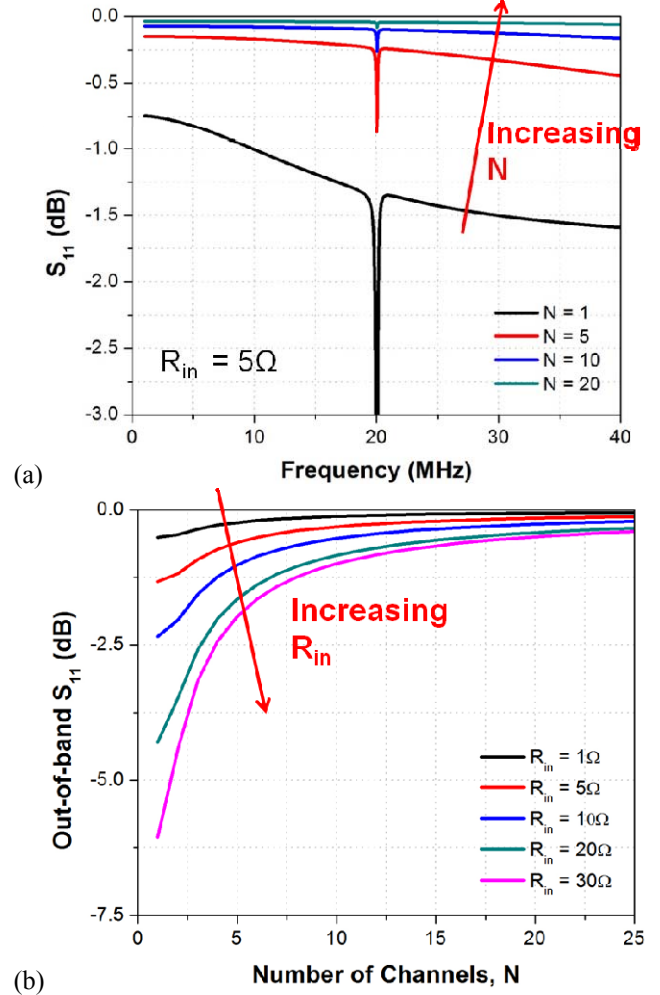 0.0
-0.5
-1.0
-1.5
-2.0
-2.5
-3.0
S11 (dB)
Increasing
N
Rin = 5Ω
N = 1
N = 5
N = 10
N = 20
0 10 20 30 40
Frequency (MHz)
(a)
0.0
-2.5
-5.0
-7.5
Out-of-band S11 (dB)
Increasing
Rin
Rin = 1Ω
Rin = 5Ω
Rin = 10Ω
Rin = 20Ω
Rin = 30Ω
0 5 10 15 20 25
Number of Channels, N
(b)